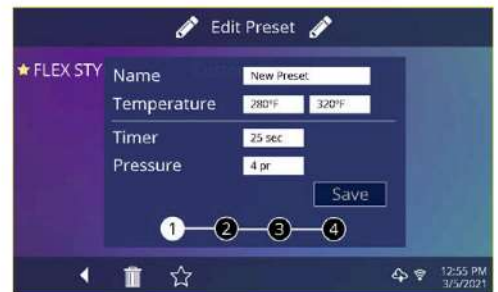 Edit Preset
FLEX STY
Name New Preset
Temperature 280°F 320°F
Timer 25 sec
Pressure 4 pr
Save
1 2 3 4
12:55 PM
3/5/2021